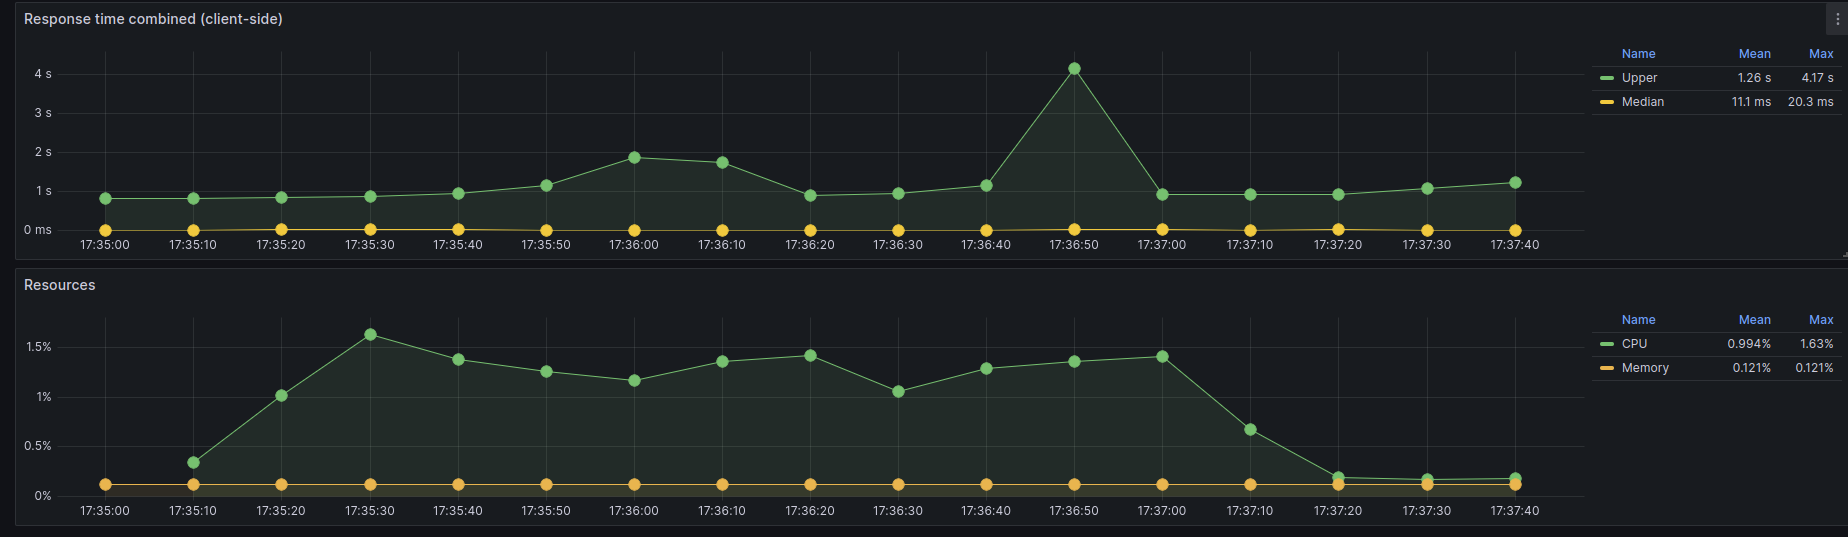 Response time combined (client-side)
Name Mean Max
4 s
Upper 1.26 s 4.17 s
Median 11.1 ms 20.3 ms
3 s
2 s
1 s
0 ms
17:35:00 17:35:10 17:35:20 17:35:30 17:35:40 17:35:50 17:36:00 17:36:10 17:36:20 17:36:30 17:36:40 17:36:50 17:37:00 17:37:10 17:37:20 17:37:30 17:37:40
Resources
Name Mean Max
CPU 0.994% 1.63%
1.5%
Memory 0.121% 0.121%
1%
0.5%
0%
17:35:00 17:35:10 17:35:20 17:35:30 17:35:40 17:35:50 17:36:00 17:36:10 17:36:20 17:36:30 17:36:40 17:36:50 17:37:00 17:37:10 17:37:20 17:37:30 17:37:40